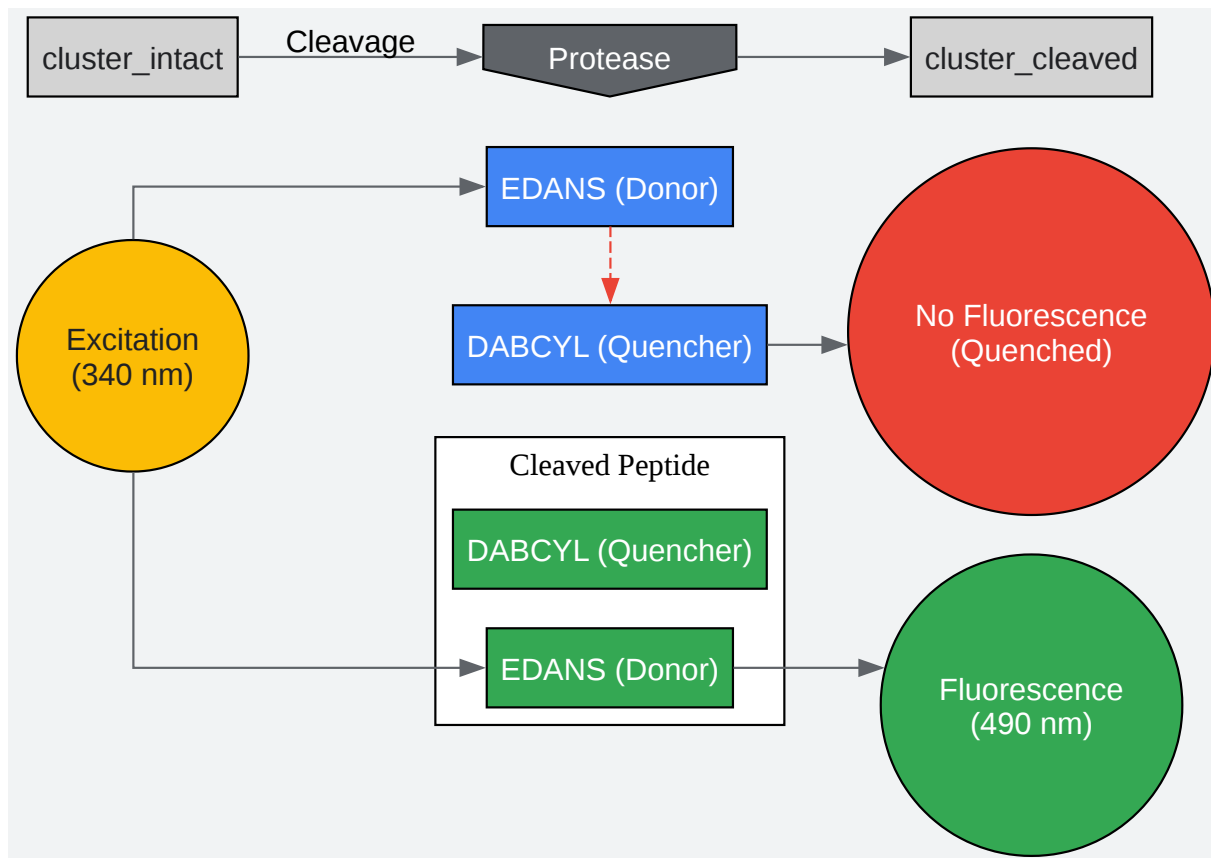 cluster_intact
Cleavage
Protease
cluster_cleaved
EDANS (Donor)
DABCYL (Quencher)
No Fluorescence
(Quenched)
Excitation
(340 nm)
Cleaved Peptide
DABCYL (Quencher)
EDANS (Donor)
Fluorescence
(490 nm)